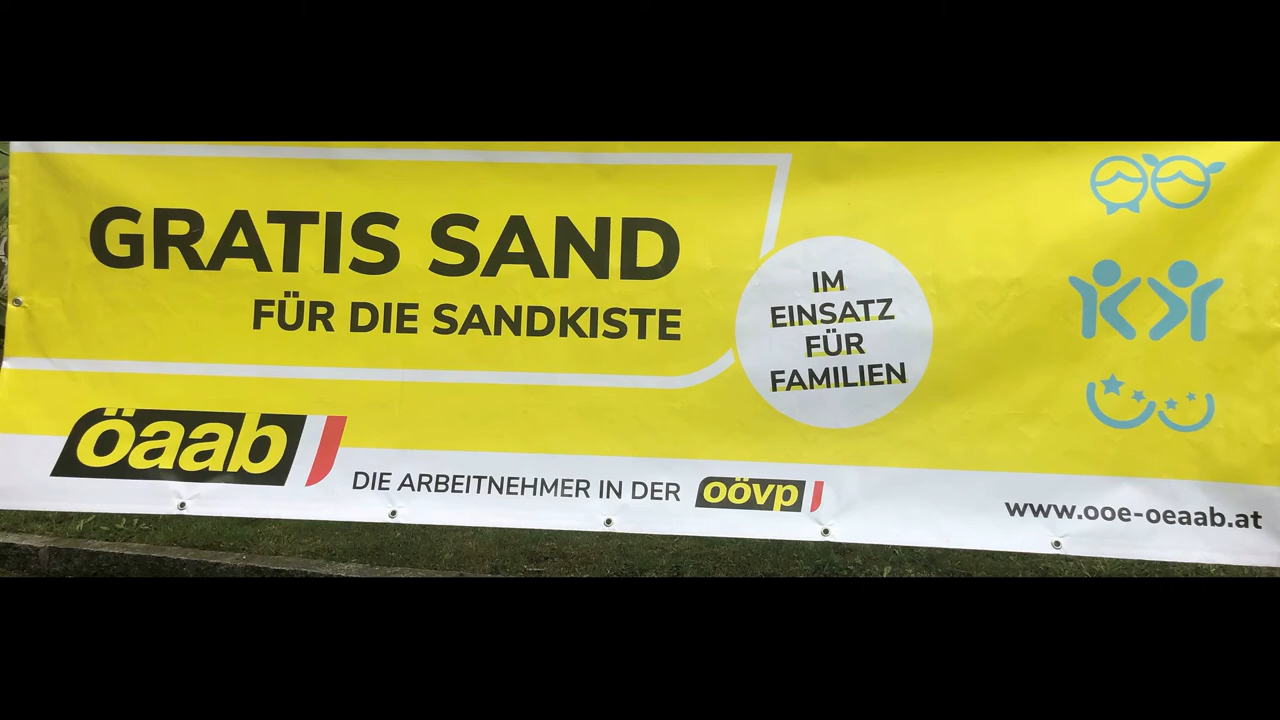 GRATIS SAND
FÜR DIE SANDKISTE
IM
EINSATZ
FÜR
FAMILIEN
öaab
DIE ARBEITNEHMER IN DER oövp
www.ooe-oeaab.at